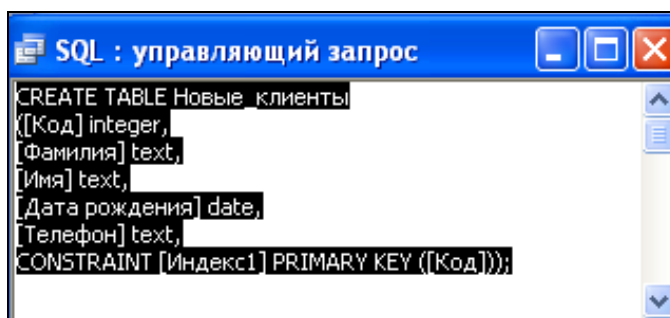 SQL : управляющий запрос
CREATE TABLE Новые_клиенты
([Код] integer,
[Фамилия] text,
[Имя] text,
[Дата рождения] date,
[Телефон] text,
CONSTRAINT [Индекс1] PRIMARY KEY ([Код]));